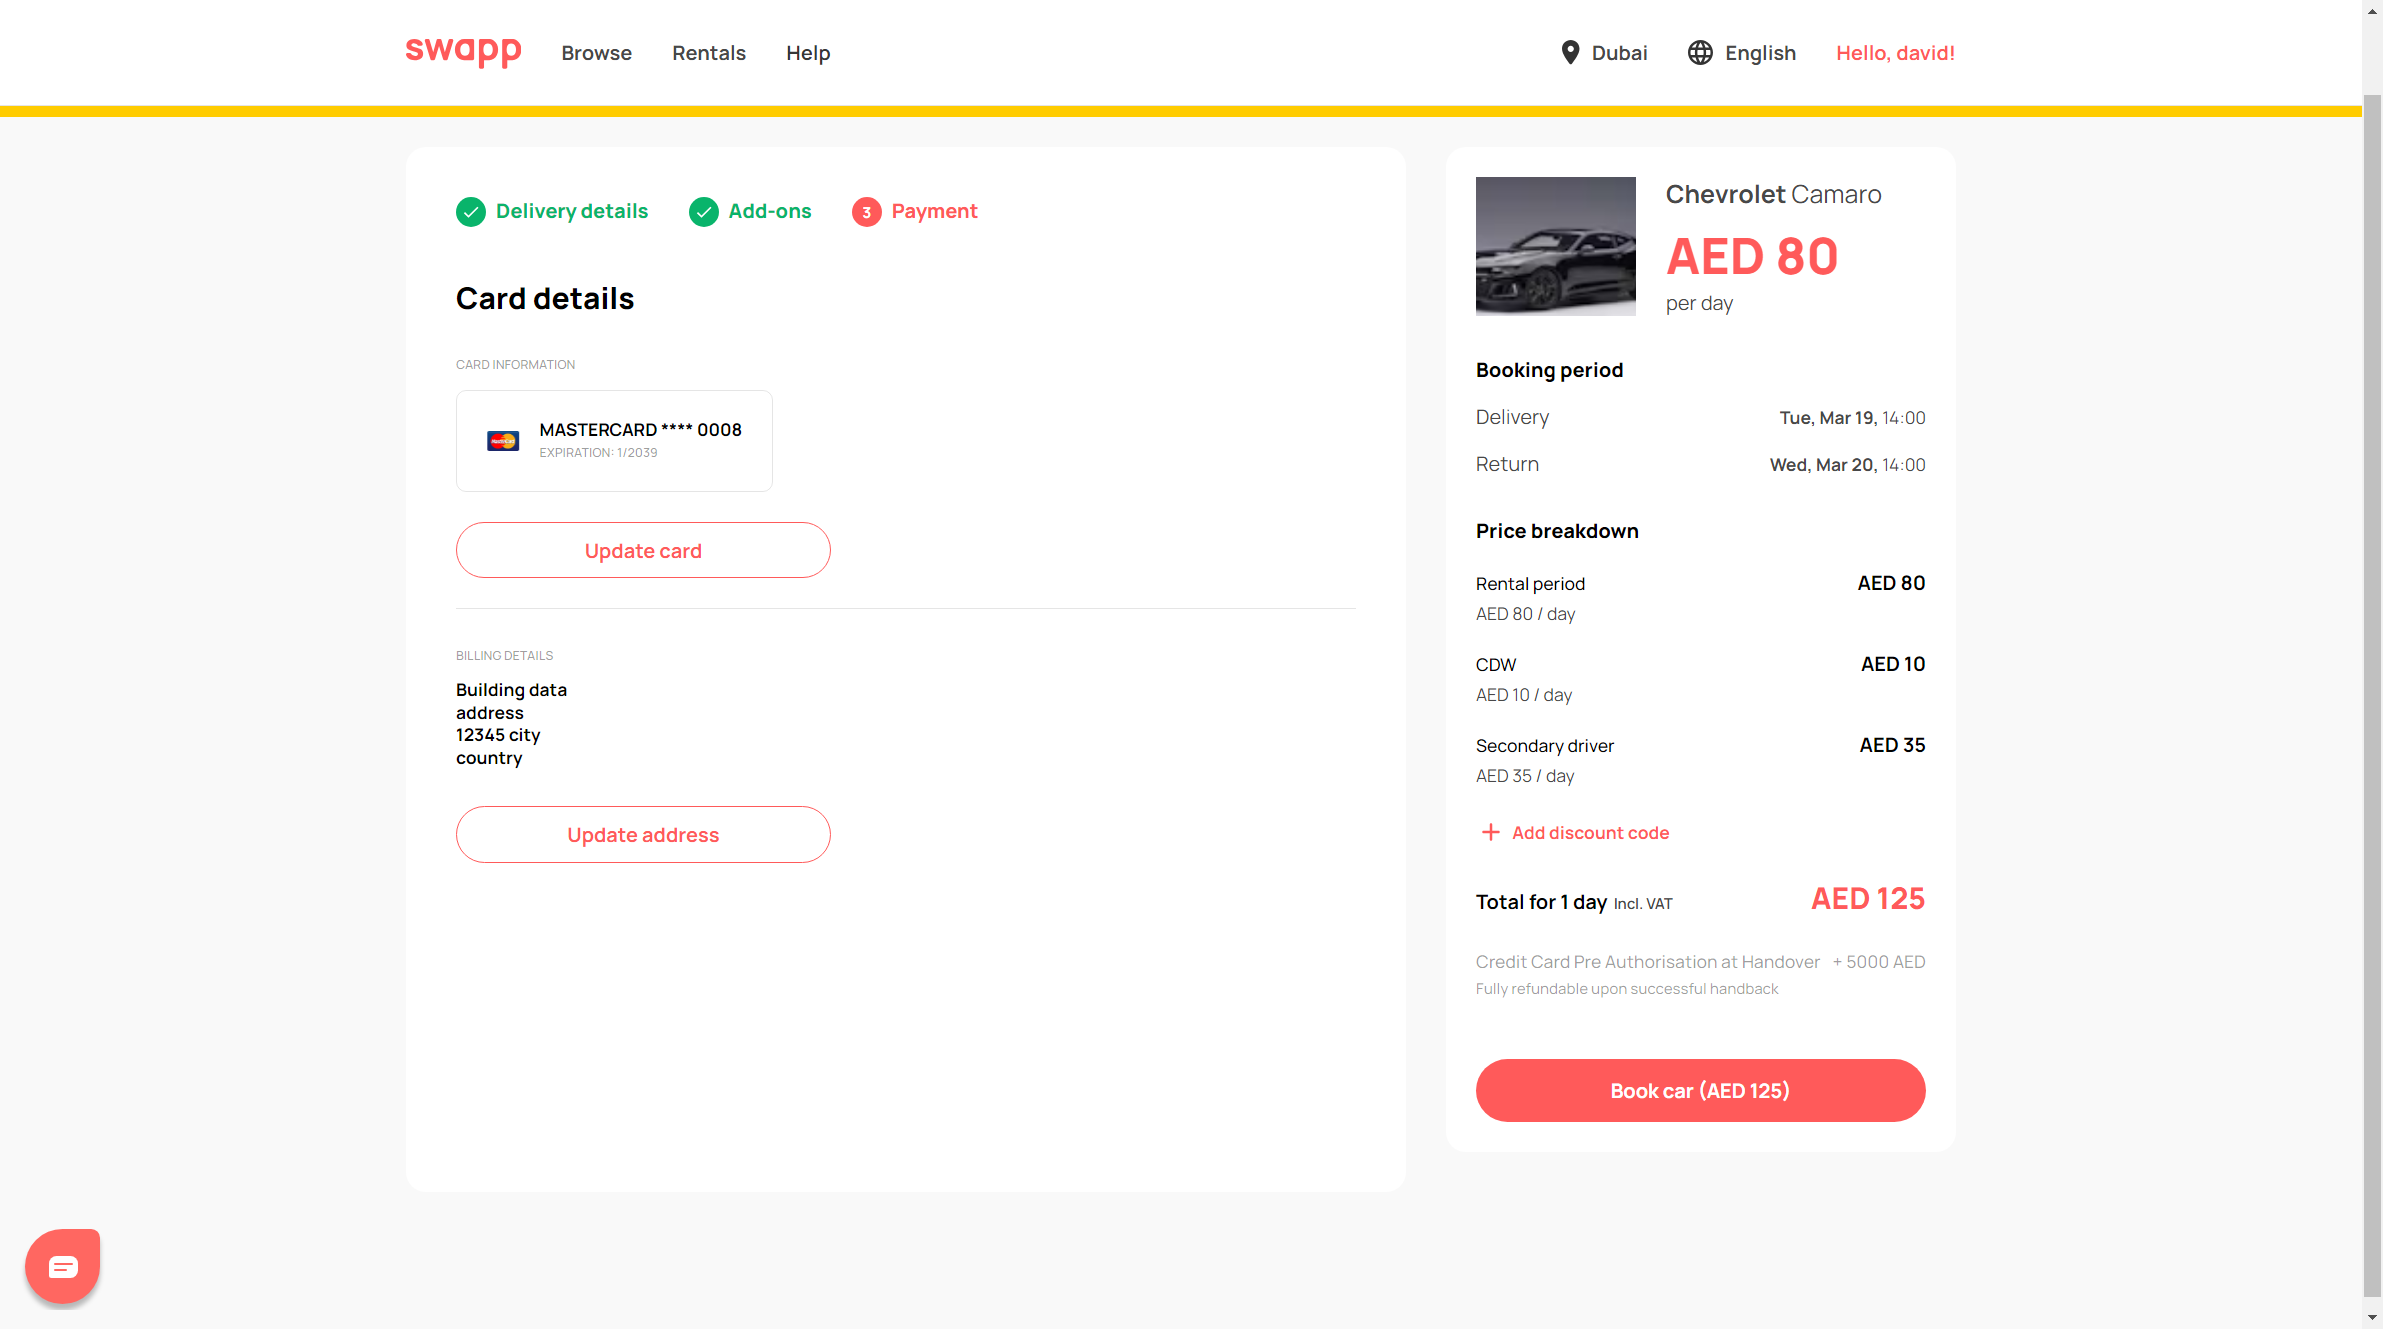 swapp
Browse
Rentals
Help
Dubai
English
Hello, david!
Delivery details
Add-ons
3 Payment
Card details
CARD INFORMATION
MasterCard
MASTERCARD **** 0008
EXPIRATION: 1/2039
Update card
BILLING DETAILS
Building data
address
12345 city
country
Update address
Chevrolet Camaro
AED 80
per day
Booking period
Delivery Tue, Mar 19, 14:00
Return Wed, Mar 20, 14:00
Price breakdown
Rental period AED 80
AED 80 / day
CDW AED 10
AED 10 / day
Secondary driver AED 35
AED 35 / day
+ Add discount code
Total for 1 day Incl. VAT AED 125
Credit Card Pre Authorisation at Handover + 5000 AED
Fully refundable upon successful handback
Book car (AED 125)